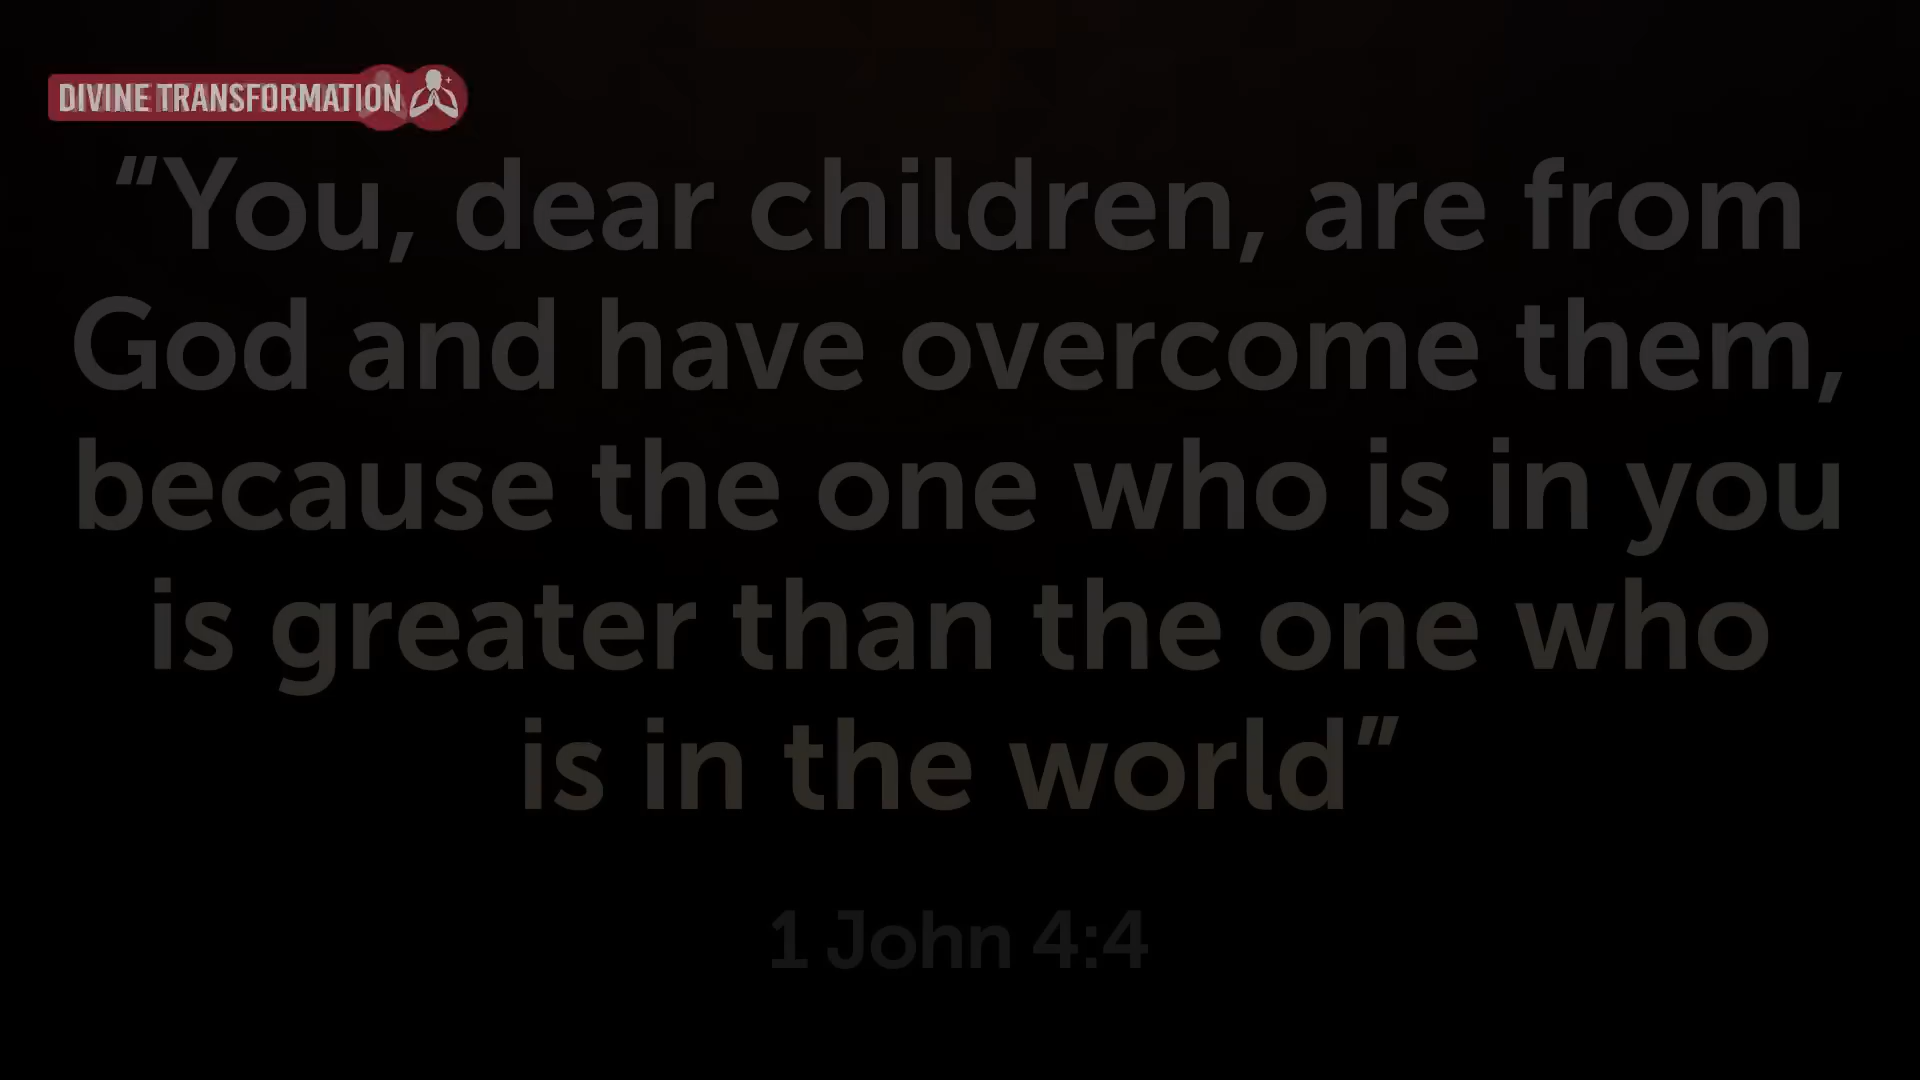 DIVINE TRANSFORMATION
“You, dear children, are from
God and have overcome them,
because the one who is in you
is greater than the one who
is in the world”
1 John 4:4